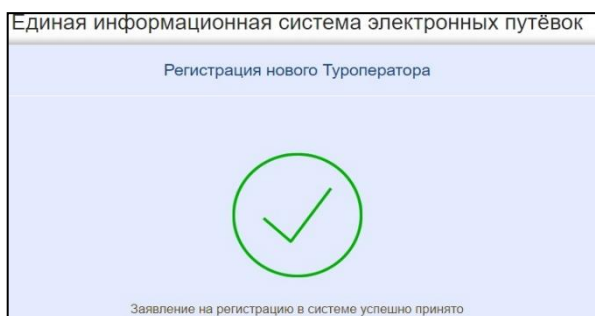 Единая информационная система электронных путёвок
Регистрация нового Туроператора
Заявление на регистрацию в системе успешно принято